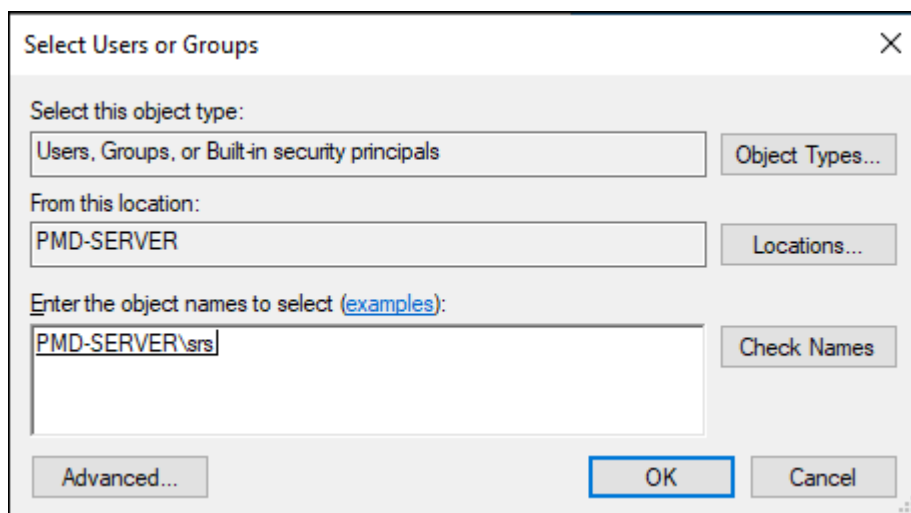 Select Users or Groups
Select this object type:
Users, Groups, or Built-in security principals
Object Types...
From this location:
PMD-SERVER
Locations...
Enter the object names to select (examples):
PMD-SERVER\srs
Check Names
Advanced...
OK
Cancel